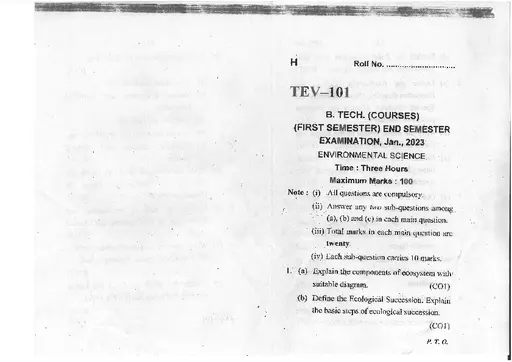 H Roll No. ..............................
TEV–101
B. TECH. (COURSES)
(FIRST SEMESTER) END SEMESTER
EXAMINATION, Jan., 2023
ENVIRONMENTAL SCIENCE
Time : Three Hours
Maximum Marks : 100
Note : (i) All questions are compulsory.
(ii) Answer any two sub-questions among
(a), (b) and (c) in each main question.
(iii) Total marks in each main question are
twenty.
(iv) Each sub-question carries 10 marks.
1. (a) Explain the components of ecosystem with
suitable diagram. (CO1)
(b) Define the Ecological Succession. Explain
the basic steps of ecological succession.
(CO1)
P. T. O.